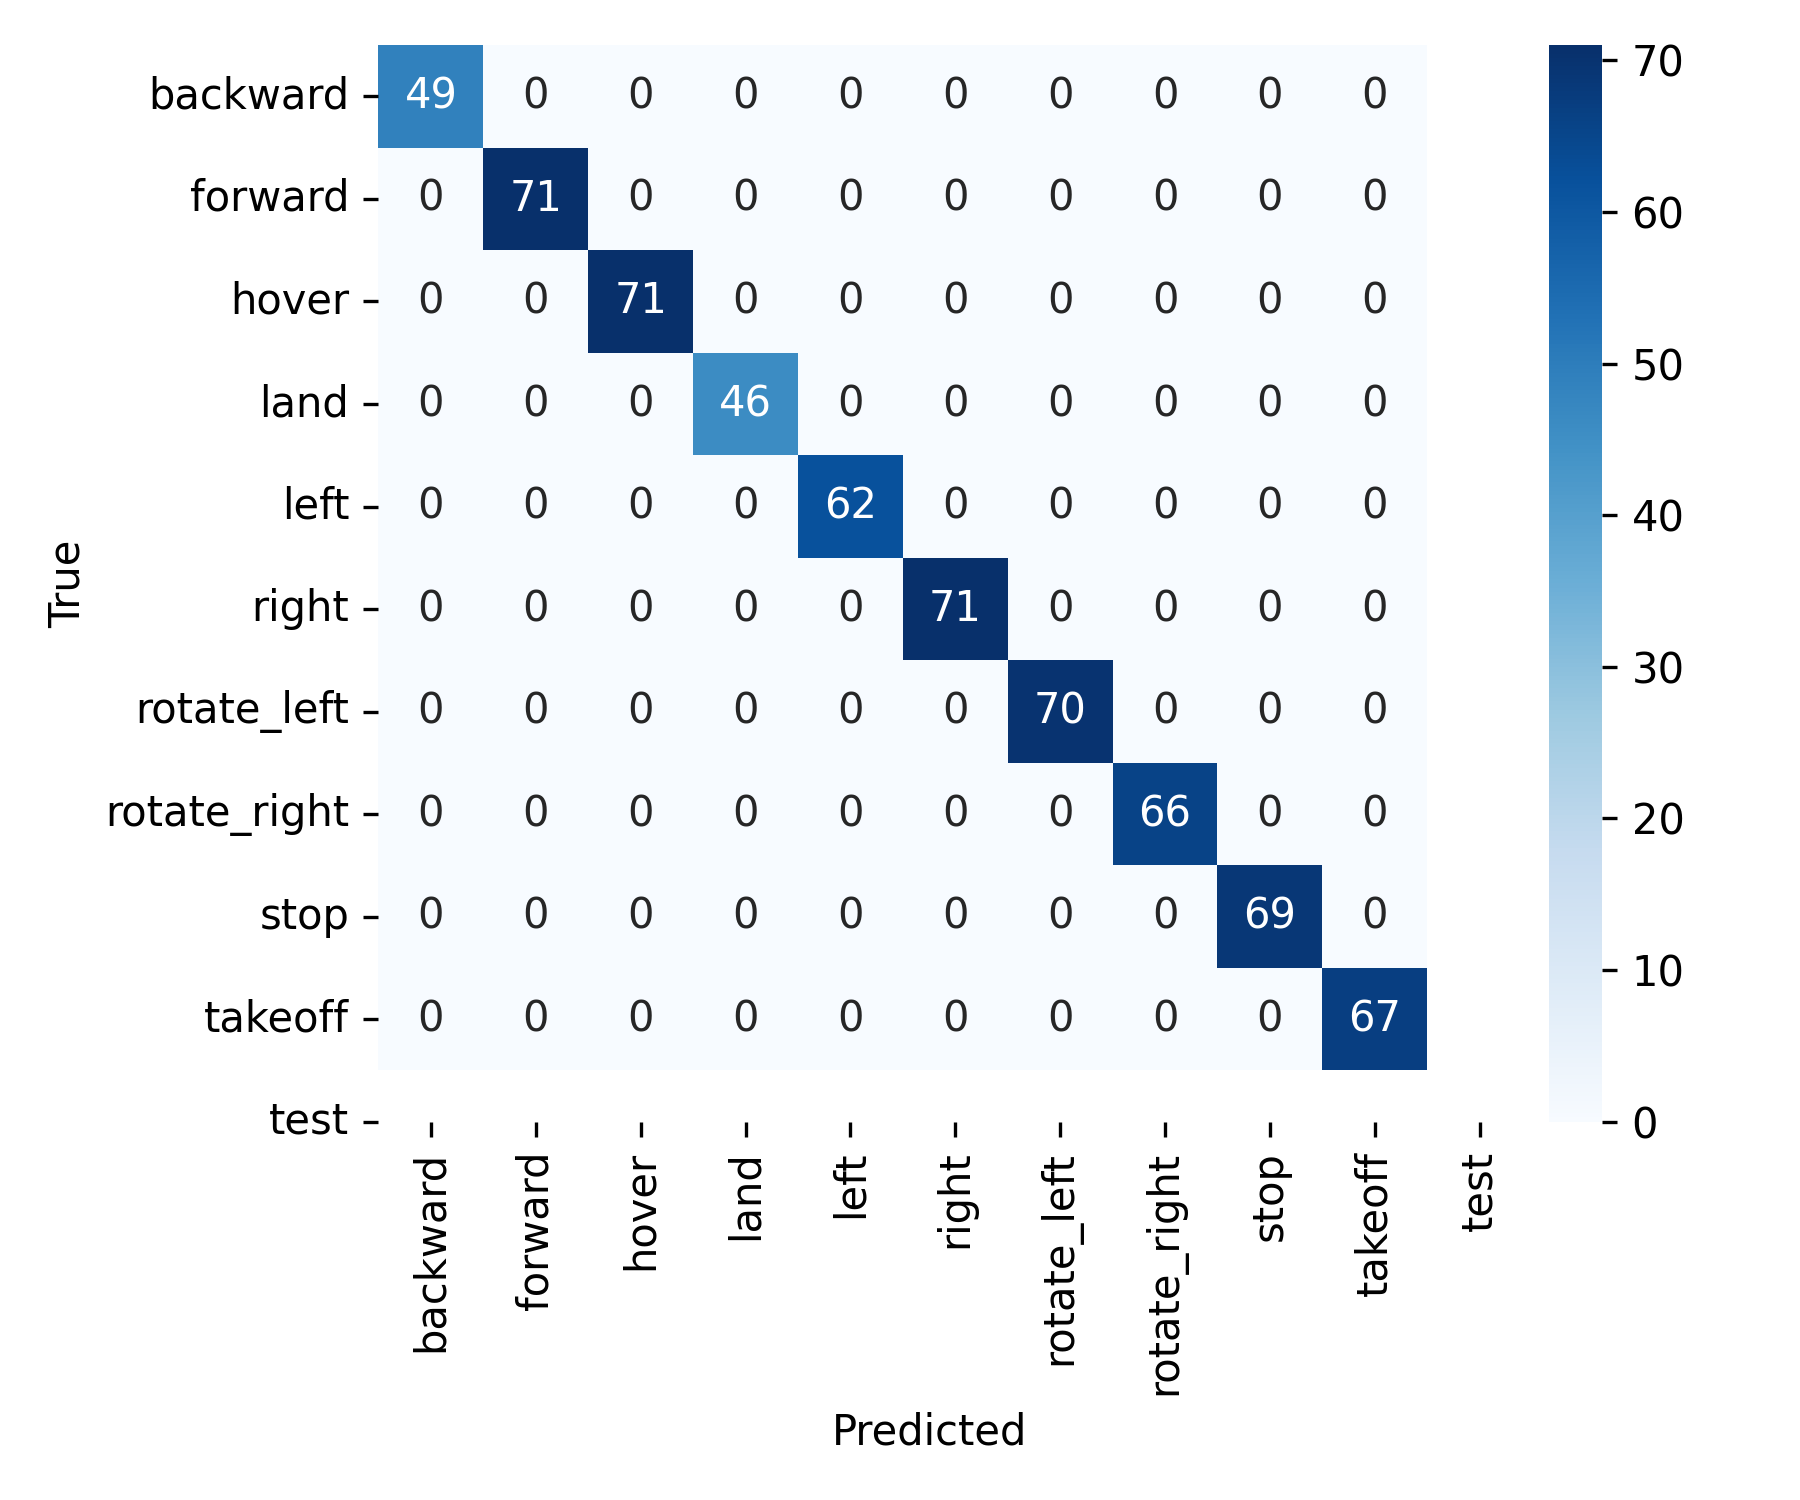 backward 49 0 0 0 0 0 0 0 0 0
forward 0 71 0 0 0 0 0 0 0 0
hover 0 0 71 0 0 0 0 0 0 0
land 0 0 0 46 0 0 0 0 0 0
left 0 0 0 0 62 0 0 0 0 0
right 0 0 0 0 0 71 0 0 0 0
rotate_left 0 0 0 0 0 0 70 0 0 0
rotate_right 0 0 0 0 0 0 0 66 0 0
stop 0 0 0 0 0 0 0 0 69 0
takeoff 0 0 0 0 0 0 0 0 0 67
test
True
backward
forward
hover
land
left
right
rotate_left
rotate_right
stop
takeoff
test
Predicted
70
60
50
40
30
20
10
0